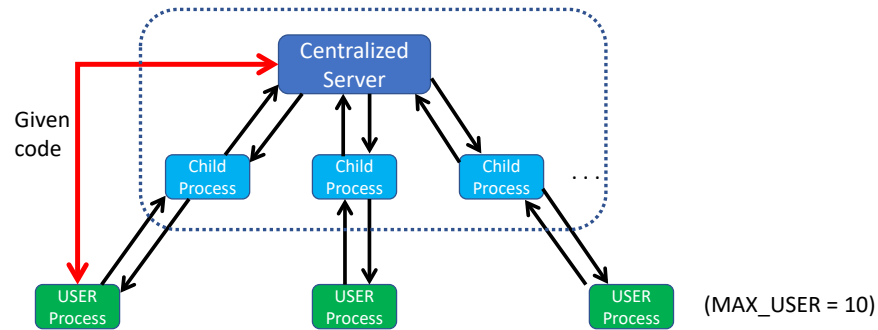 Centralized
Server
Given
code
Child
Process
Child
Process
Child
Process
...
USER
Process
USER
Process
USER
Process
(MAX_USER = 10)